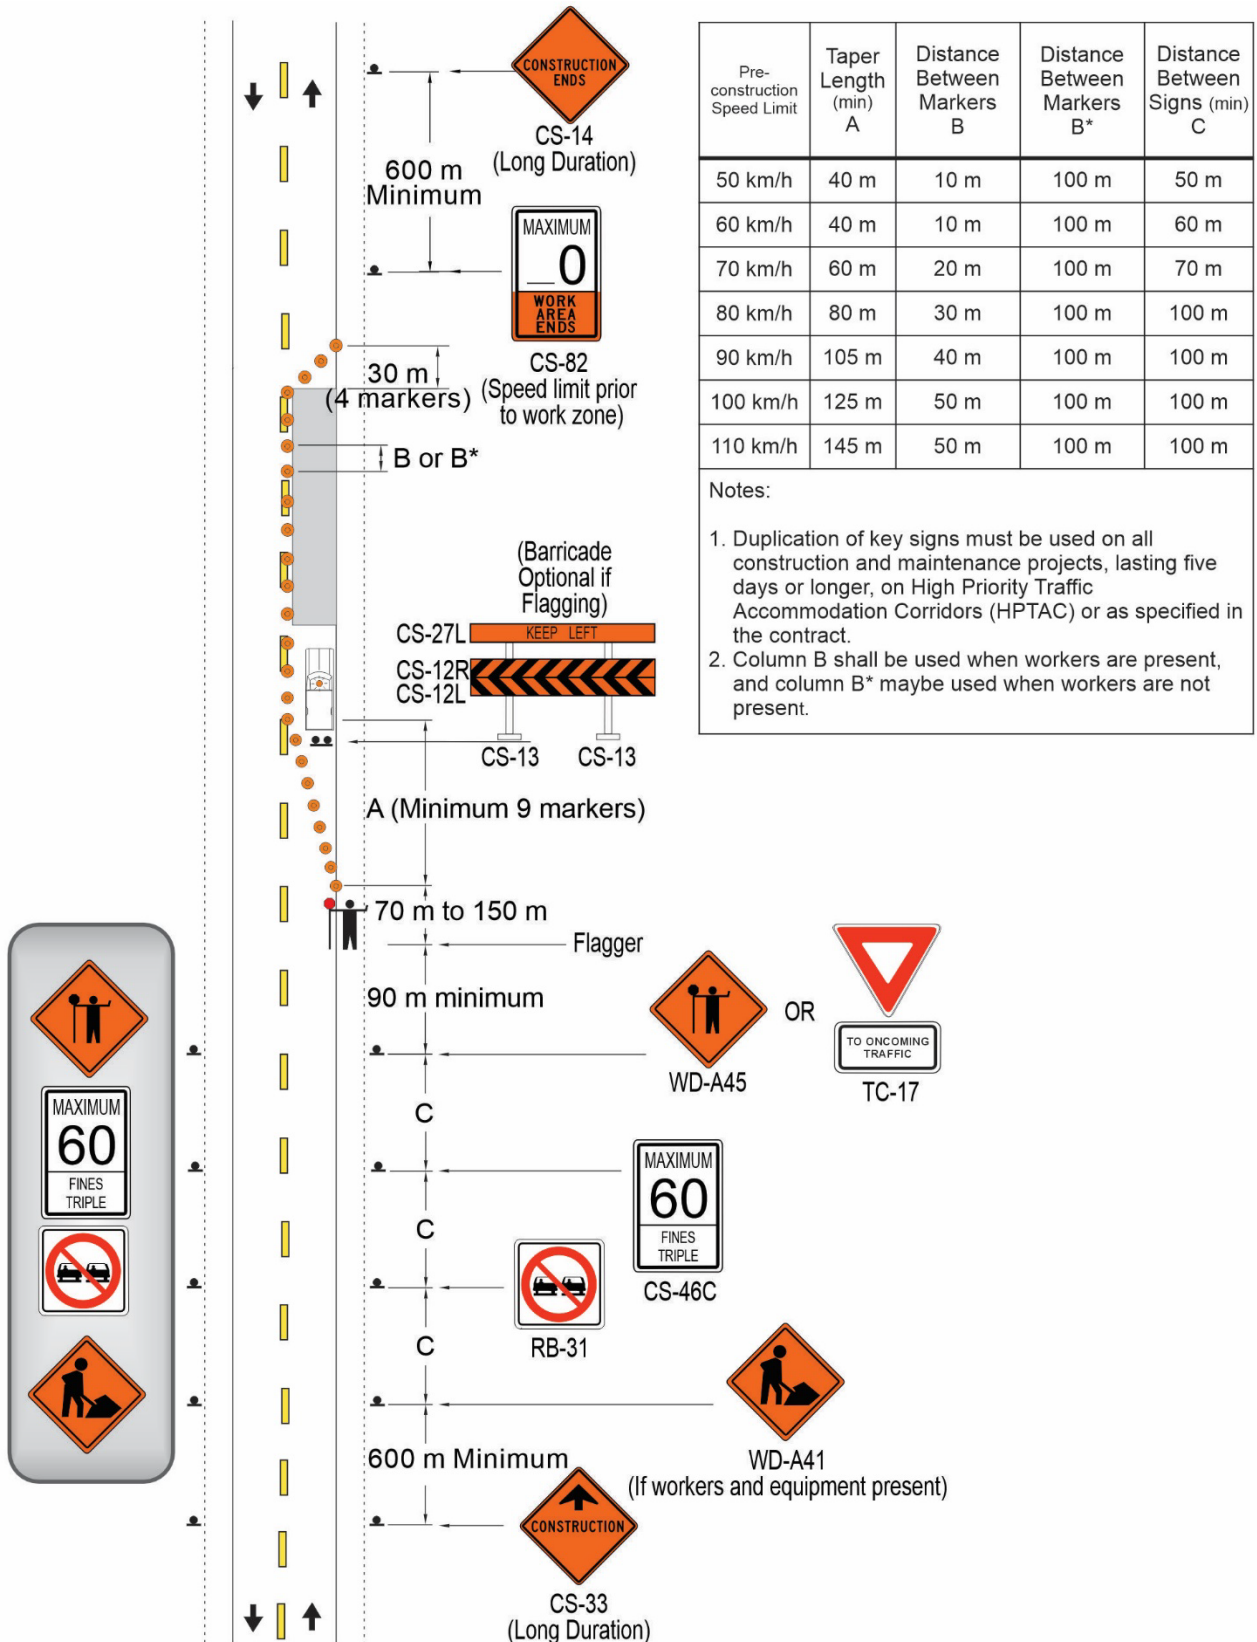 CONSTRUCTION
ENDS
CS-14
(Long Duration)
600 m
Minimum
MAXIMUM
_0
WORK
AREA
ENDS
CS-82
(Speed limit prior
to work zone)
30 m
(4 markers)
B or B*
(Barricade
Optional if
Flagging)
CS-27L
KEEP LEFT
CS-12R
CS-12L
CS-13 CS-13
A (Minimum 9 markers)
70 m to 150 m
Flagger
90 m minimum
WD-A45
OR
TO ONCOMING
TRAFFIC
TC-17
C
MAXIMUM
60
FINES
TRIPLE
CS-46C
C
RB-31
C
WD-A41
(If workers and equipment present)
600 m Minimum
CONSTRUCTION
CS-33
(Long Duration)
MAXIMUM
60
FINES
TRIPLE
Pre-
construction
Speed Limit
Taper
Length
(min)
A
Distance
Between
Markers
B
Distance
Between
Markers
B*
Distance
Between
Signs (min)
C
50 km/h 40 m 10 m 100 m 50 m
60 km/h 40 m 10 m 100 m 60 m
70 km/h 60 m 20 m 100 m 70 m
80 km/h 80 m 30 m 100 m 100 m
90 km/h 105 m 40 m 100 m 100 m
100 km/h 125 m 50 m 100 m 100 m
110 km/h 145 m 50 m 100 m 100 m
Notes:
1. Duplication of key signs must be used on all
construction and maintenance projects, lasting five
days or longer, on High Priority Traffic
Accommodation Corridors (HPTAC) or as specified in
the contract.
2. Column B shall be used when workers are present,
and column B* maybe used when workers are not
present.